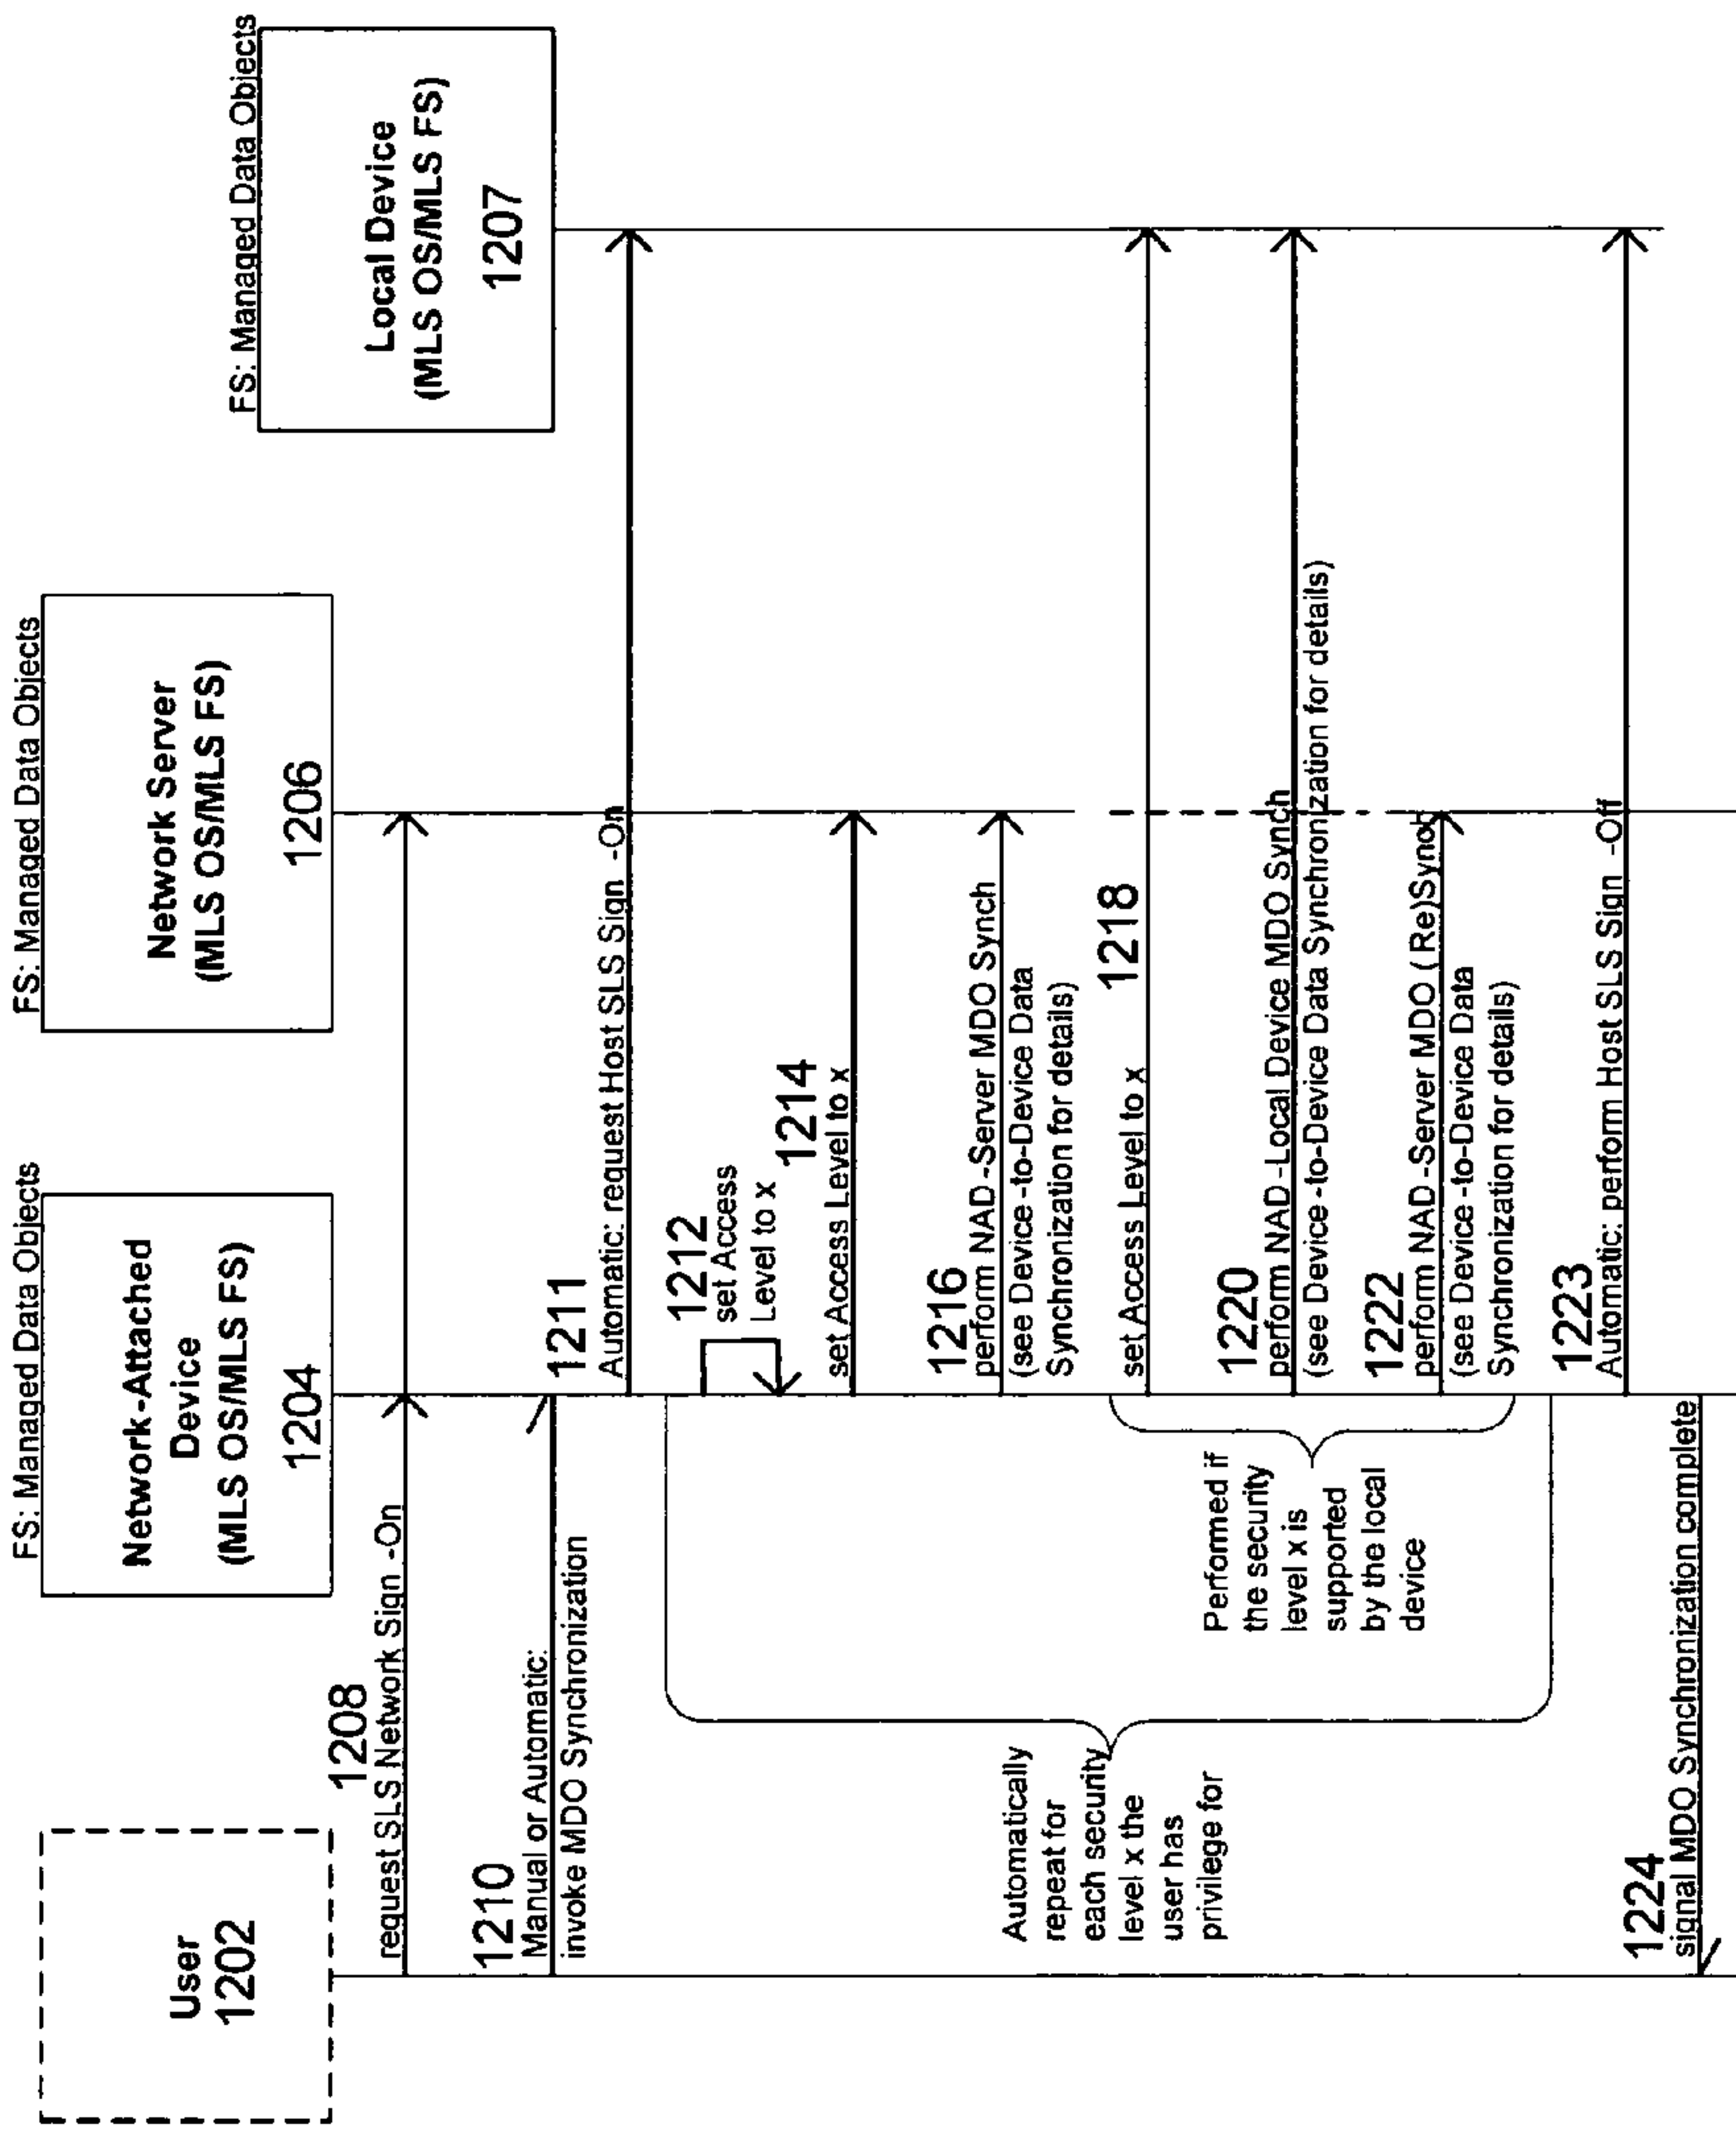 User
1202
FS: Managed Data Objects
Network-Attached
Device
(MLS OS/MLS FS)
1204
FS: Managed Data Objects
Network Server
(MLS OS/MLS FS)
1206
FS: Managed Data Objects
Local Device
(MLS OS/MLS FS)
1207
1208
request SLS Network Sign -On
1210
Manual or Automatic:
invoke MDO Synchronization
1211
Automatic: request Host SLS Sign -On
1212
set Access
Level to x
1214
set Access Level to x
1216
perform NAD-Server MDO Synch
(see Device -to-Device Data
Synchronization for details)
1218
set Access Level to x
1220
perform NAD-Local Device MDO Synch
(see Device -to-Device Data Synchronization for details)
1222
perform NAD-Server MDO ( Re)Synch
(see Device -to-Device Data
Synchronization for details)
1223
Automatic: perform Host SLS Sign -Off
Performed if
the security
level x is
supported
by the local
device
Automatically
repeat for
each security
level x the
user has
privilege for
1224
signal MDO Synchronization complete